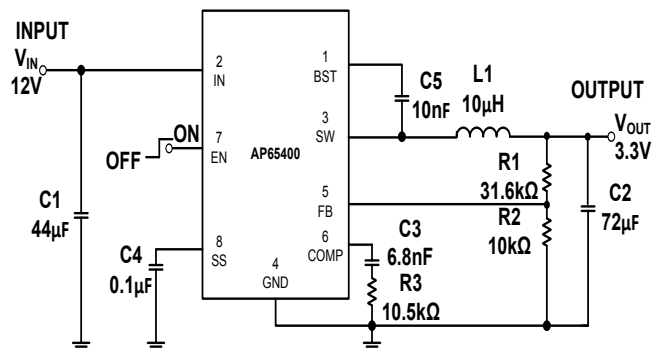 INPUT
V_IN
12V
2
IN
ON
OFF
7
EN
AP65400
C1
44µF
C4
0.1µF
8
SS
4
GND
1
BST
3
SW
5
FB
6
COMP
C5
10nF
L1
10µH
C3
6.8nF
R3
10.5kΩ
R1
31.6kΩ
R2
10kΩ
C2
72µF
OUTPUT
V_OUT
3.3V